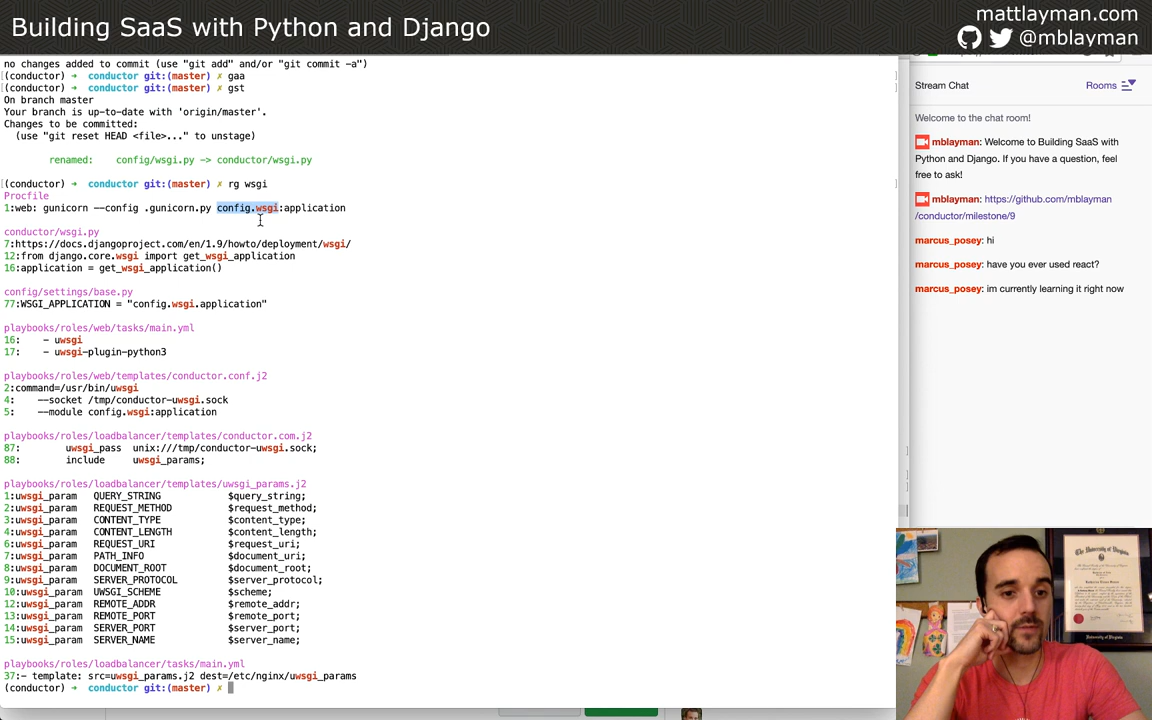 Building SaaS with Python and Django
mattlayman.com
@mblayman
no changes added to commit (use "git add" and/or "git commit -a")
(conductor) ➜  conductor git:(master) ✗ gaa
(conductor) ➜  conductor git:(master) ✗ gst
On branch master
Your branch is up-to-date with 'origin/master'.
Changes to be committed:
  (use "git reset HEAD <file>..." to unstage)
        renamed:    config/wsgi.py -> conductor/wsgi.py
(conductor) ➜  conductor git:(master) ✗ rg wsgi
Procfile
1:web: gunicorn --config .gunicorn.py config.wsgi:application
conductor/wsgi.py
7:https://docs.djangoproject.com/en/1.9/howto/deployment/wsgi/
12:from django.core.wsgi import get_wsgi_application
16:application = get_wsgi_application()
config/settings/base.py
77:WSGI_APPLICATION = "config.wsgi.application"
playbooks/roles/web/tasks/main.yml
16:    - uwsgi
17:    - uwsgi-plugin-python3
playbooks/roles/web/templates/conductor.conf.j2
2:command=/usr/bin/uwsgi
4:    --socket /tmp/conductor-uwsgi.sock
5:    --module config.wsgi:application
playbooks/roles/loadbalancer/templates/conductor.com.j2
87:        uwsgi_pass  unix:///tmp/conductor-uwsgi.sock;
88:        include     uwsgi_params;
playbooks/roles/loadbalancer/templates/uwsgi_params.j2
1:uwsgi_param   QUERY_STRING            $query_string;
2:uwsgi_param   REQUEST_METHOD          $request_method;
3:uwsgi_param   CONTENT_TYPE            $content_type;
4:uwsgi_param   CONTENT_LENGTH          $content_length;
6:uwsgi_param   REQUEST_URI             $request_uri;
7:uwsgi_param   PATH_INFO               $document_uri;
8:uwsgi_param   DOCUMENT_ROOT           $document_root;
9:uwsgi_param   SERVER_PROTOCOL         $server_protocol;
10:uwsgi_param   UWSGI_SCHEME            $scheme;
12:uwsgi_param   REMOTE_ADDR             $remote_addr;
13:uwsgi_param   REMOTE_PORT             $remote_port;
14:uwsgi_param   SERVER_PORT             $server_port;
15:uwsgi_param   SERVER_NAME             $server_name;
playbooks/roles/loadbalancer/tasks/main.yml
37:- template: src=uwsgi_params.j2 dest=/etc/nginx/uwsgi_params
(conductor) ➜  conductor git:(master) ✗
Stream Chat
Rooms
Welcome to the chat room!
mblayman: Welcome to Building SaaS with
Python and Django. If you have a question, feel
free to ask!
mblayman: https://github.com/mblayman
/conductor/milestone/9
marcus_posey: hi
marcus_posey: have you ever used react?
marcus_posey: im currently learning it right now
The University of Virginia